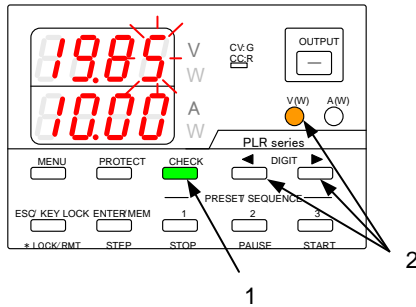 19.85 V W
CV:G
CC:R
OUTPUT
10.00 A W
V(W) A(W)
PLR series
MENU PROTECT CHECK ◄ DIGIT ►
PRESET/ SEQUENCE
ESC/ KEY LOCK ENTER/MEM 1 2 3
* LOCK/RMT STEP STOP PAUSE START
2
1